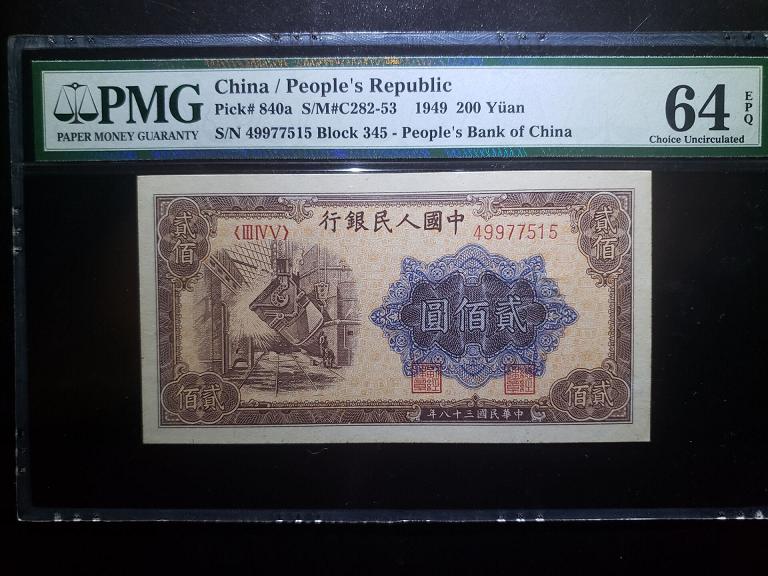 PMG
PAPER MONEY GUARANTY
China / People's Republic
Pick# 840a S/M#C282-53 1949 200 Yüan
S/N 49977515 Block 345 - People's Bank of China
64
EPQ
Choice Uncirculated
貳佰
行銀民人國中
貳佰
〈ⅢⅣⅤ〉
49977515
圓佰貳
佰貳
佰貳
年八十三國民華中